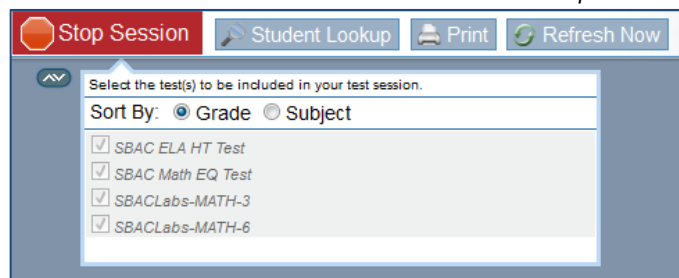 Stop Session Student Lookup Print Refresh Now
Select the test(s) to be included in your test session.
Sort By: Grade Subject
SBAC ELA HT Test
SBAC Math EQ Test
SBACLabs-MATH-3
SBACLabs-MATH-6